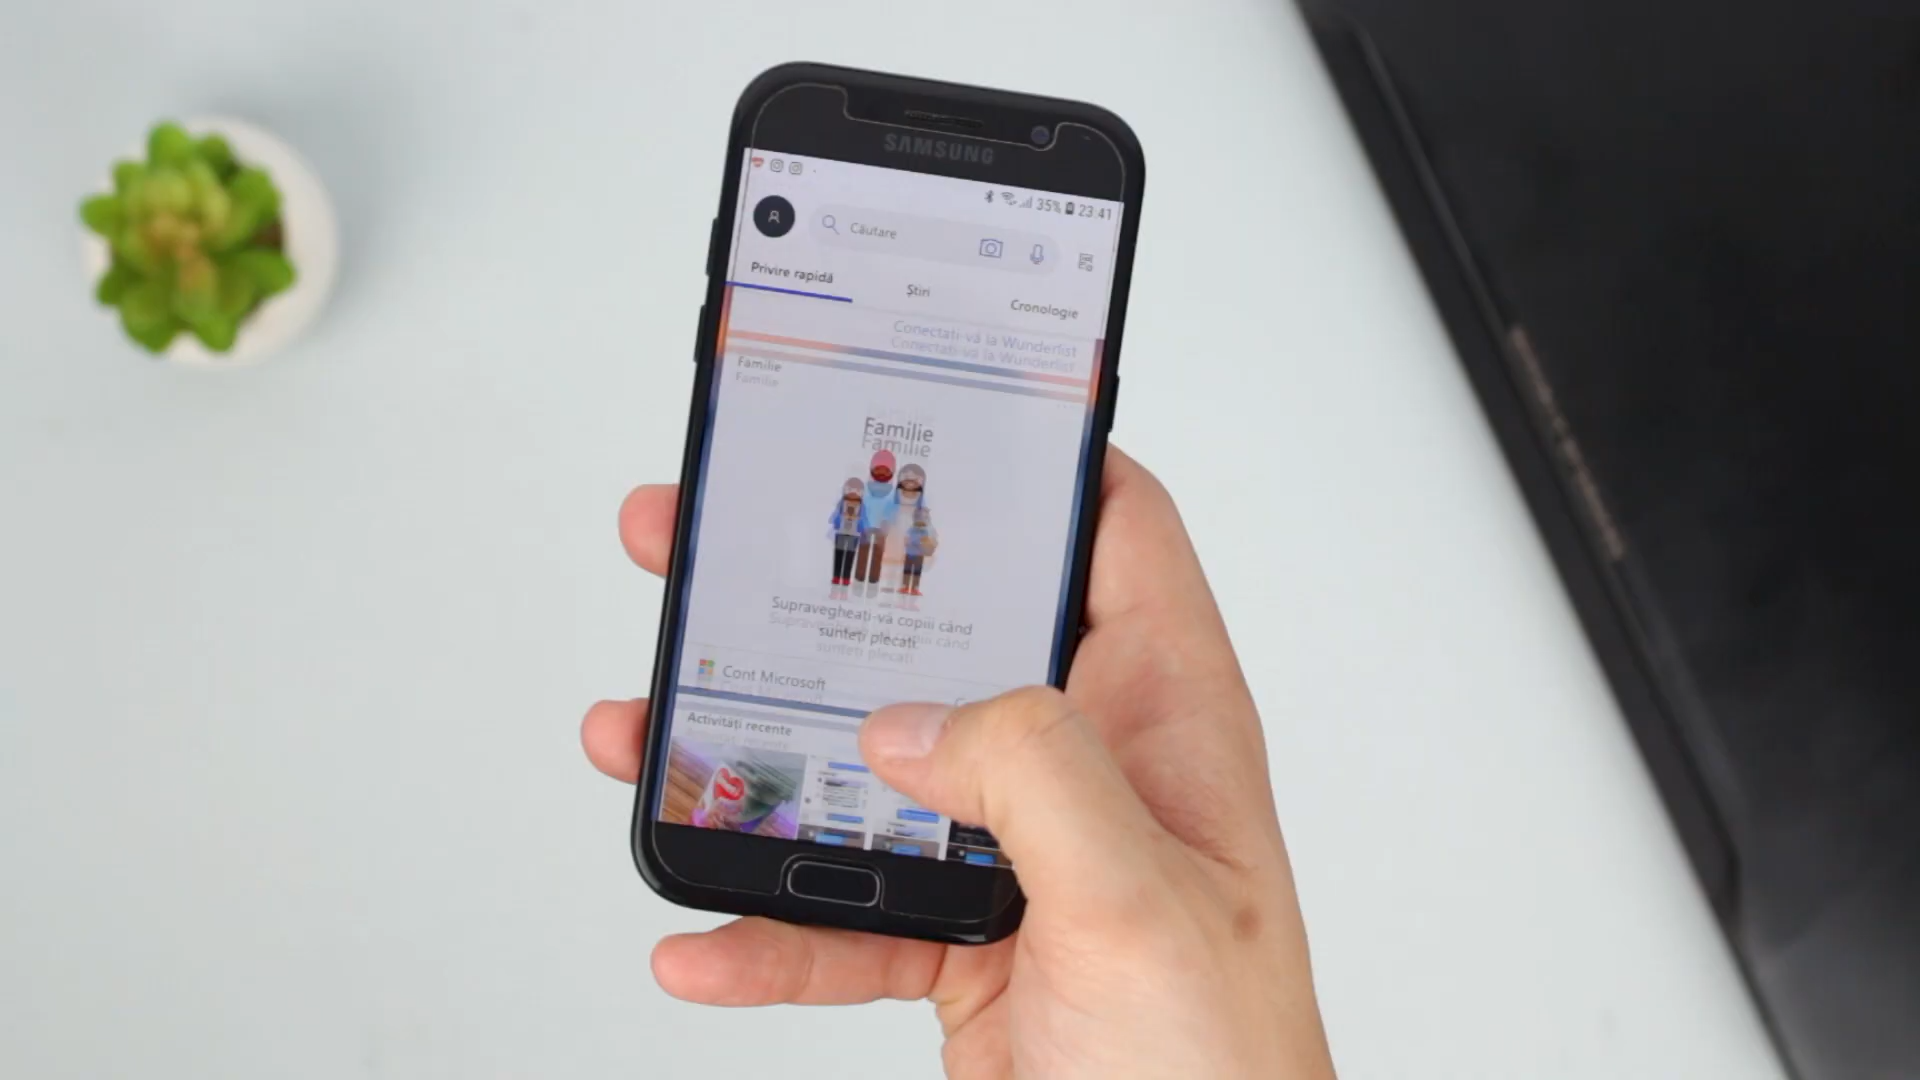 SAMSUNG
35% 23:41
Căutare
Privire rapidă
Știri
Cronologie
Conectați-vă la Wunderlist
Familie
Familie
Supravegheați-vă copiii când
sunteți plecați.
Cont Microsoft
Activități recente